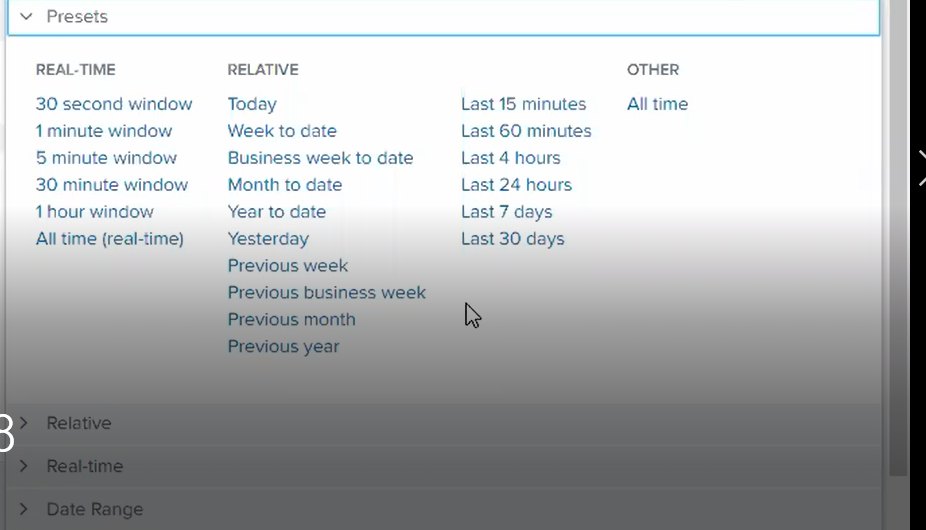 Presets
REAL-TIME
30 second window
1 minute window
5 minute window
30 minute window
1 hour window
All time (real-time)
RELATIVE
Today
Week to date
Business week to date
Month to date
Year to date
Yesterday
Previous week
Previous business week
Previous month
Previous year
Last 15 minutes
Last 60 minutes
Last 4 hours
Last 24 hours
Last 7 days
Last 30 days
OTHER
All time
Relative
Real-time
Date Range